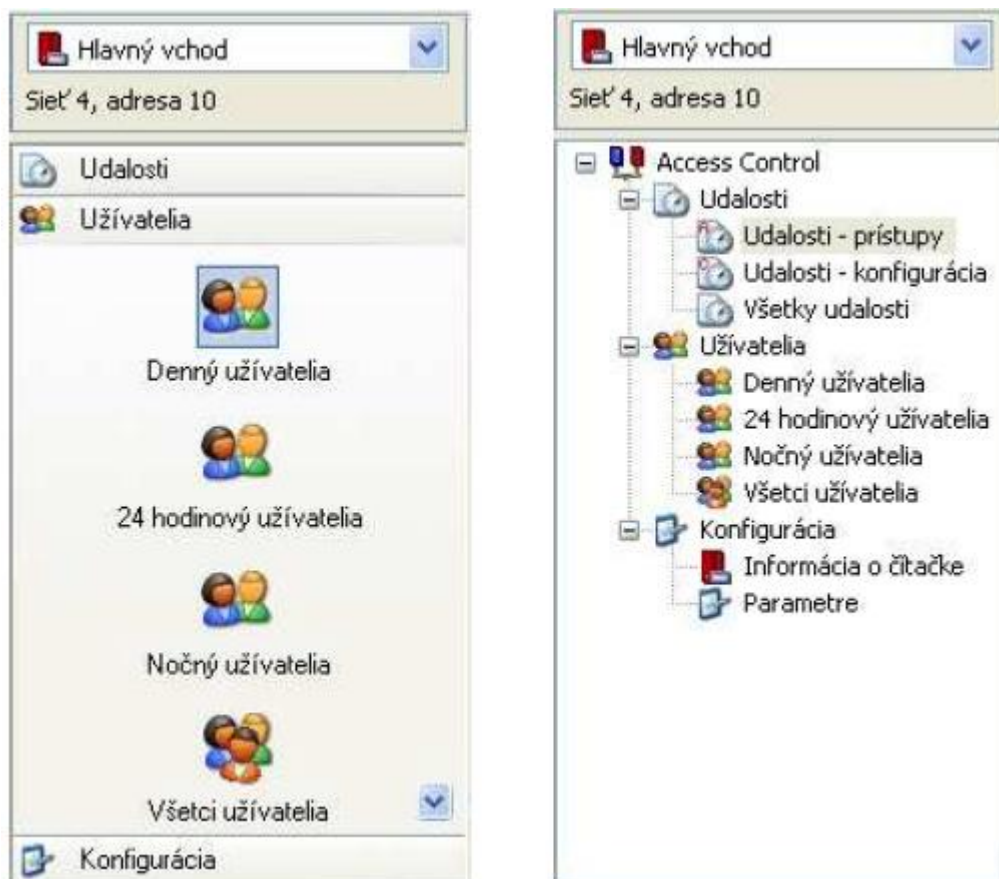 Hlavný vchod
Sieť 4, adresa 10
Udalosti
Užívatelia
Denný užívatelia
24 hodinový užívatelia
Nočný užívatelia
Všetci užívatelia
Konfigurácia
Hlavný vchod
Sieť 4, adresa 10
Access Control
Udalosti
Udalosti - prístupy
Udalosti - konfigurácia
Všetky udalosti
Užívatelia
Denný užívatelia
24 hodinový užívatelia
Nočný užívatelia
Všetci užívatelia
Konfigurácia
Informácia o čítačke
Parametre